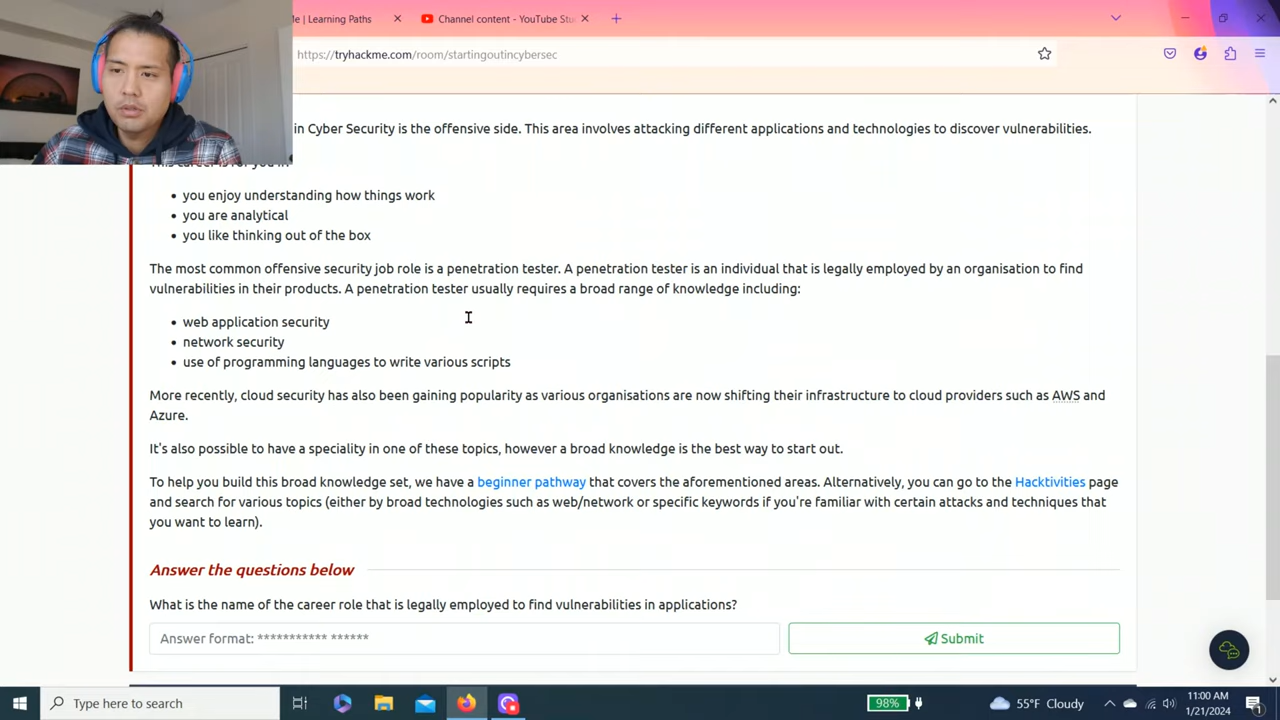 Me | Learning Paths
Channel content - YouTube Stu
https://tryhackme.com/room/startingoutincybersec
in Cyber Security is the offensive side. This area involves attacking different applications and technologies to discover vulnerabilities.
• you enjoy understanding how things work
• you are analytical
• you like thinking out of the box
The most common offensive security job role is a penetration tester. A penetration tester is an individual that is legally employed by an organisation to find
vulnerabilities in their products. A penetration tester usually requires a broad range of knowledge including:
• web application security
• network security
• use of programming languages to write various scripts
More recently, cloud security has also been gaining popularity as various organisations are now shifting their infrastructure to cloud providers such as AWS and
Azure.
It's also possible to have a speciality in one of these topics, however a broad knowledge is the best way to start out.
To help you build this broad knowledge set, we have a beginner pathway that covers the aforementioned areas. Alternatively, you can go to the Hacktivities page
and search for various topics (either by broad technologies such as web/network or specific keywords if you're familiar with certain attacks and techniques that
you want to learn).
Answer the questions below
What is the name of the career role that is legally employed to find vulnerabilities in applications?
Answer format: *********** ******
Submit
Type here to search
98%
55°F Cloudy
11:00 AM
1/21/2024
1